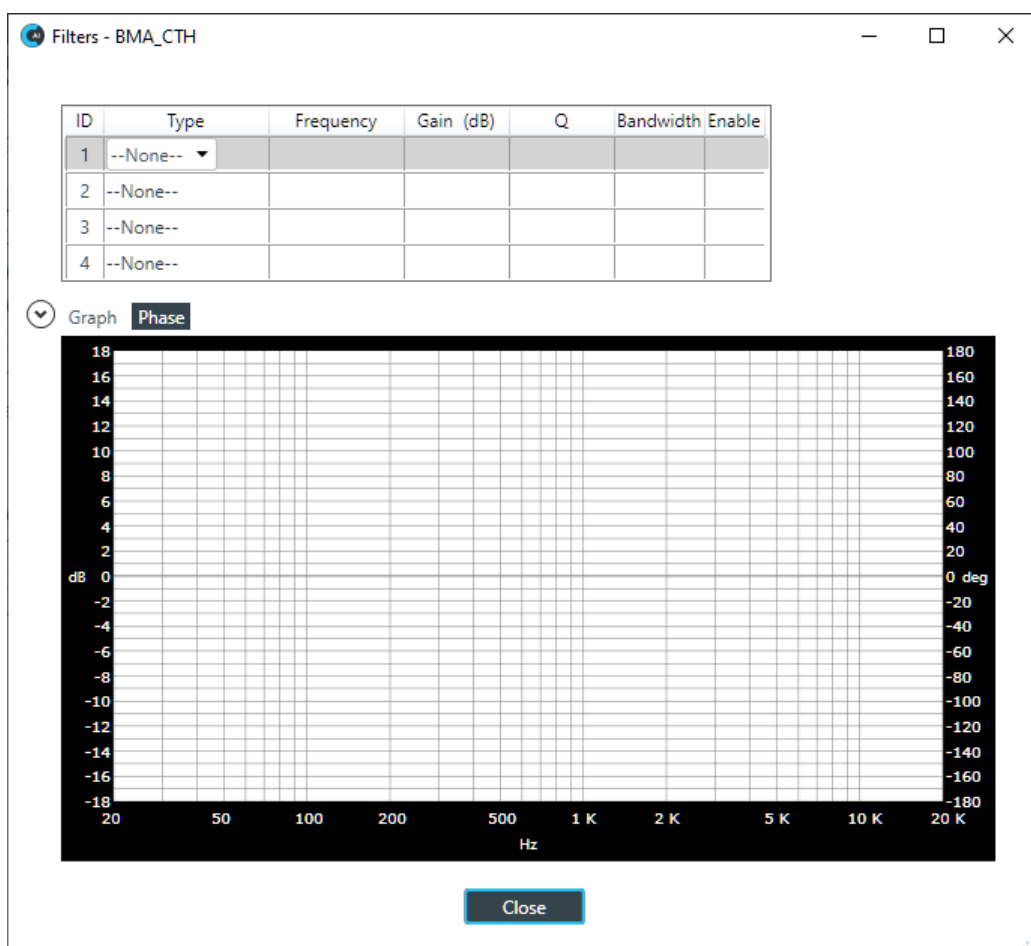 Filters - BMA_CTH
ID Type Frequency Gain (dB) Q Bandwidth Enable
1 --None--
2 --None--
3 --None--
4 --None--
Graph Phase
18 180
16 160
14 140
12 120
10 100
8 80
6 60
4 40
2 20
dB 0 0 deg
-2 -20
-4 -40
-6 -60
-8 -80
-10 -100
-12 -120
-14 -140
-16 -160
-18 -180
20 50 100 200 500 1 K 2 K 5 K 10 K 20 K
Hz
Close